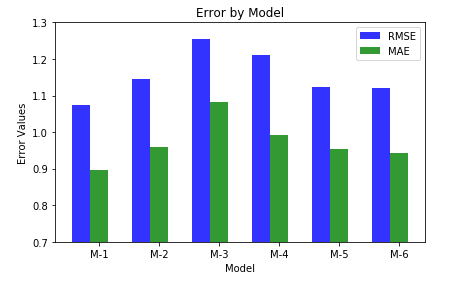 Error by Model
RMSE
MAE
Error Values
1.3
1.2
1.1
1.0
0.9
0.8
0.7
M-1 M-2 M-3 M-4 M-5 M-6
Model